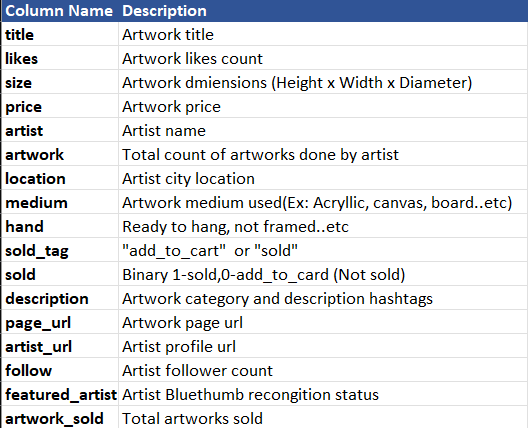 Column Name Description
title Artwork title
likes Artwork likes count
size Artwork dmiensions (Height x Width x Diameter)
price Artwork price
artist Artist name
artwork Total count of artworks done by artist
location Artist city location
medium Artwork medium used(Ex: Acryllic, canvas, board..etc)
hand Ready to hang, not framed..etc
sold_tag "add_to_cart"  or "sold"
sold Binary 1-sold,0-add_to_card (Not sold)
description Artwork category and description hashtags
page_url Artwork page url
artist_url Artist profile url
follow Artist follower count
featured_artist Artist Bluethumb recongition status
artwork_sold Total artworks sold